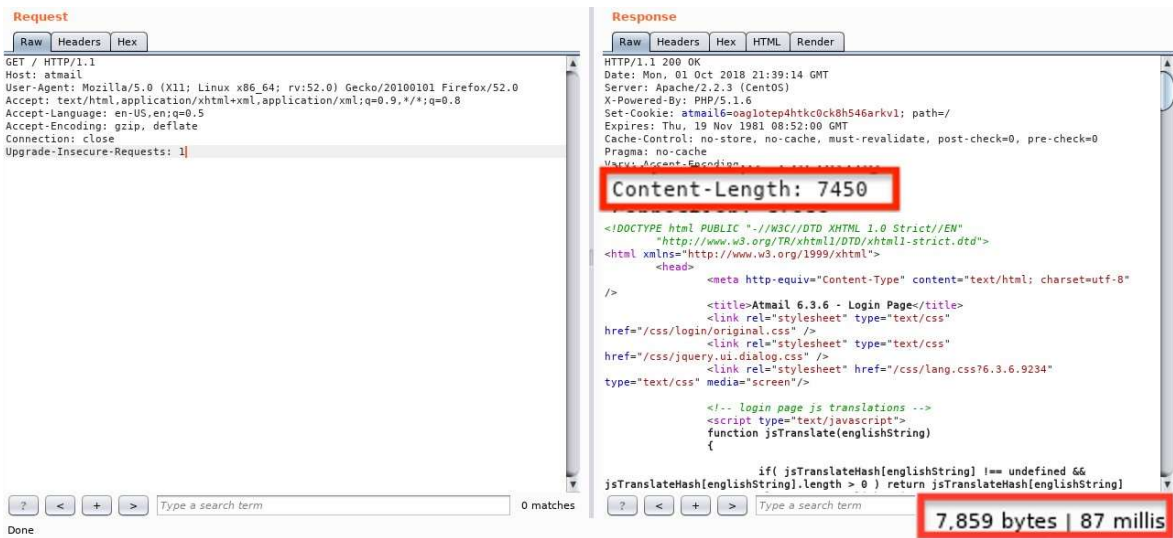 Request
Raw Headers Hex
GET / HTTP/1.1
Host: atmail
User-Agent: Mozilla/5.0 (X11; Linux x86_64; rv:52.0) Gecko/20100101 Firefox/52.0
Accept: text/html,application/xhtml+xml,application/xml;q=0.9,*/*;q=0.8
Accept-Language: en-US,en;q=0.5
Accept-Encoding: gzip, deflate
Connection: close
Upgrade-Insecure-Requests: 1
? < + > Type a search term 0 matches
Done
Response
Raw Headers Hex HTML Render
HTTP/1.1 200 OK
Date: Mon, 01 Oct 2018 21:39:14 GMT
Server: Apache/2.2.3 (CentOS)
X-Powered-By: PHP/5.1.6
Set-Cookie: atmail6=oag1otep4htkc0ck8h546arkv1; path=/
Expires: Thu, 19 Nov 1981 08:52:00 GMT
Cache-Control: no-store, no-cache, must-revalidate, post-check=0, pre-check=0
Pragma: no-cache
Vary: Accept-Encoding
Content-Length: 7450
<!DOCTYPE html PUBLIC "-//W3C//DTD XHTML 1.0 Strict//EN"
"http://www.w3.org/TR/xhtml1/DTD/xhtml1-strict.dtd">
<html xmlns="http://www.w3.org/1999/xhtml">
<head>
<meta http-equiv="Content-Type" content="text/html; charset=utf-8"
/>
<title>Atmail 6.3.6 - Login Page</title>
<link rel="stylesheet" type="text/css"
href="/css/login/original.css" />
<link rel="stylesheet" type="text/css"
href="/css/jquery.ui.dialog.css" />
<link rel="stylesheet" href="/css/lang.css?6.3.6.9234"
type="text/css" media="screen"/>
<!-- login page js translations -->
<script type="text/javascript">
function jsTranslate(englishString)
{
if( jsTranslateHash[englishString] !== undefined &&
jsTranslateHash[englishString].length > 0 ) return jsTranslateHash[englishString]
? < + > Type a search term
7,859 bytes | 87 millis